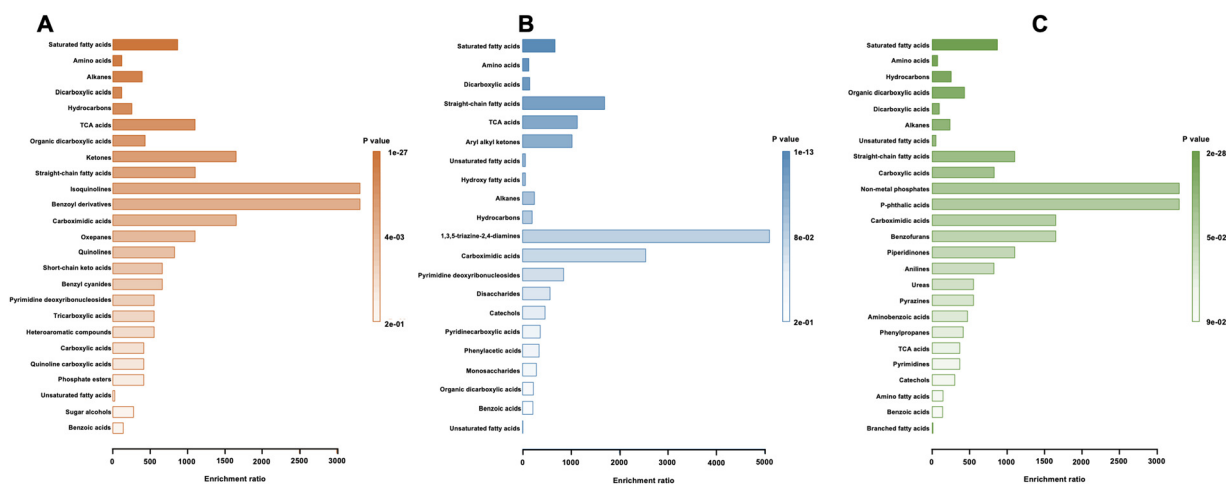 A
Saturated fatty acids
Amino acids
Alkanes
Dicarboxylic acids
Hydrocarbons
TCA acids
Organic dicarboxylic acids
Ketones
Straight-chain fatty acids
Isoquinolines
Benzoyl derivatives
Carboximidic acids
Oxepanes
Quinolines
Short-chain keto acids
Benzyl cyanides
Pyrimidine deoxyribonucleosides
Tricarboxylic acids
Heteroaromatic compounds
Carboxylic acids
Quinoline carboxylic acids
Phosphate esters
Unsaturated fatty acids
Sugar alcohols
Benzoic acids
0 500 1000 1500 2000 2500 3000
Enrichment ratio
P value
1e-27
4e-03
2e-01
B
Saturated fatty acids
Amino acids
Dicarboxylic acids
Straight-chain fatty acids
TCA acids
Aryl alkyl ketones
Unsaturated fatty acids
Hydroxy fatty acids
Alkanes
Hydrocarbons
1,3,5-triazine-2,4-diamines
Carboximidic acids
Pyrimidine deoxyribonucleosides
Disaccharides
Catechols
Pyridinecarboxylic acids
Phenylacetic acids
Monosaccharides
Organic dicarboxylic acids
Benzoic acids
Unsaturated fatty acids
0 1000 2000 3000 4000 5000
Enrichment ratio
P value
1e-13
8e-02
2e-01
C
Saturated fatty acids
Amino acids
Hydrocarbons
Organic dicarboxylic acids
Dicarboxylic acids
Alkanes
Unsaturated fatty acids
Straight-chain fatty acids
Carboxylic acids
Non-metal phosphates
P-phthalic acids
Carboximidic acids
Benzofurans
Piperidinones
Anilines
Ureas
Pyrazines
Aminobenzoic acids
Phenylpropanes
TCA acids
Pyrimidines
Catechols
Amino fatty acids
Benzoic acids
Branched fatty acids
0 500 1000 1500 2000 2500 3000
Enrichment ratio
P value
2e-28
5e-02
9e-02